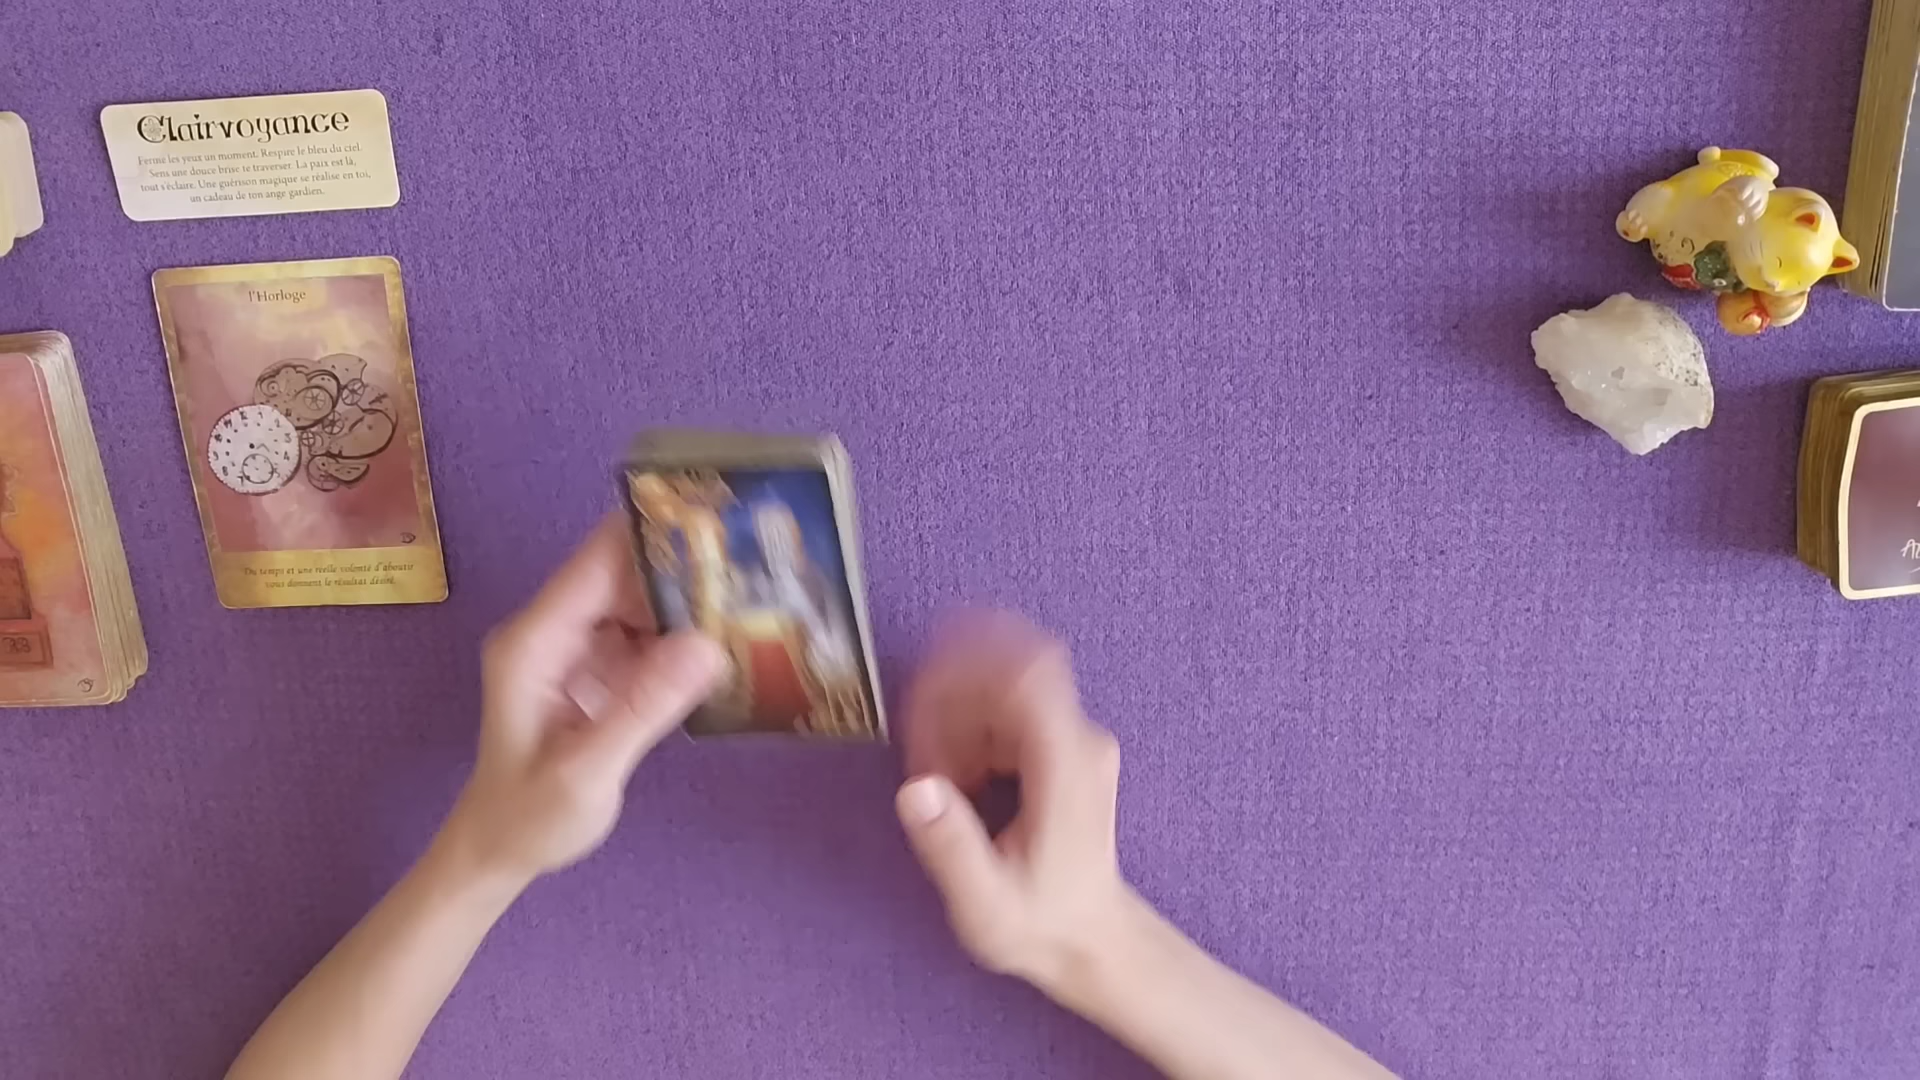 Clairvoyance
Ferme les yeux un moment. Respire le bleu du ciel.
Sens une douce brise te traverser. La paix est là,
tout s'éclaire. Une guérison magique se réalise en toi,
un cadeau de ton ange gardien.
l'Horloge
Du temps et une réelle volonté d'aboutir
vous donnent le résultat désiré.